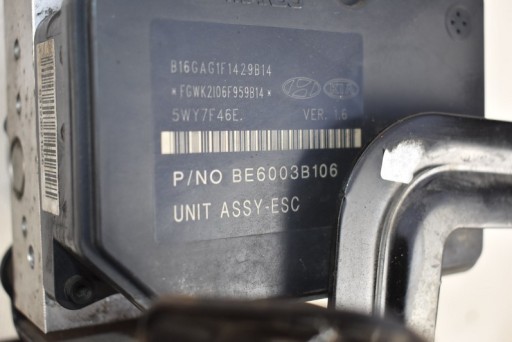 B16GAG1F1429B14
*FGWK2I06F959B14*
5WY7F46E. VER. 1.6
P/NO BE6003B106
UNIT ASSY-ESC